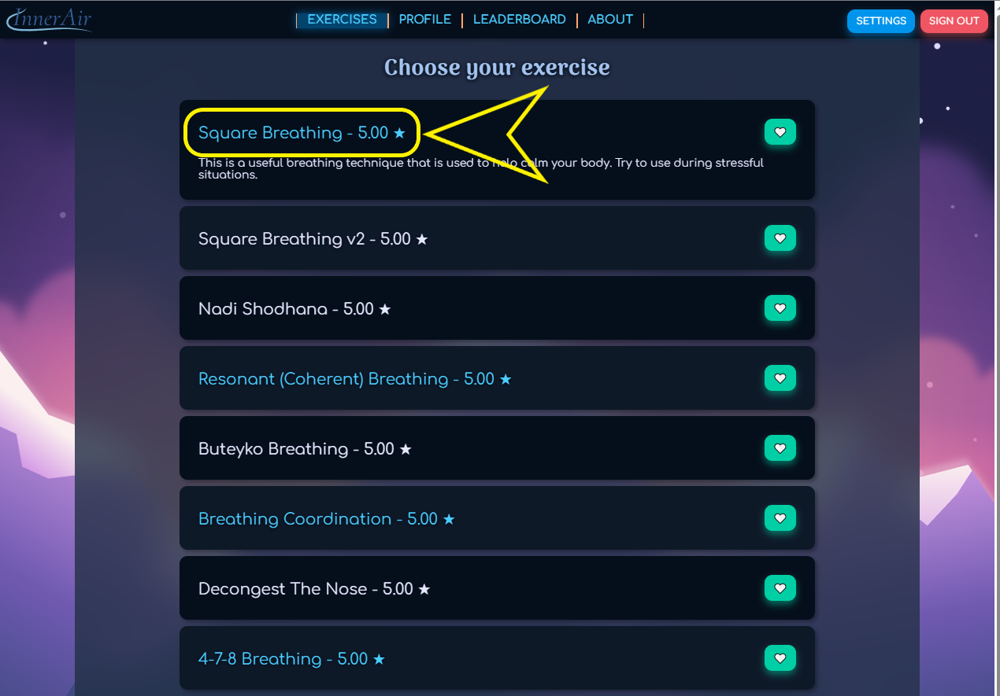 InnerAir
EXERCISES
PROFILE
LEADERBOARD
ABOUT
SETTINGS
SIGN OUT
Choose your exercise
Square Breathing - 5.00 ★
This is a useful breathing technique that is used to help calm your body. Try to use during stressful
situations.
Square Breathing v2 - 5.00 ★
Nadi Shodhana - 5.00 ★
Resonant (Coherent) Breathing - 5.00 ★
Buteyko Breathing - 5.00 ★
Breathing Coordination - 5.00 ★
Decongest The Nose - 5.00 ★
4-7-8 Breathing - 5.00 ★